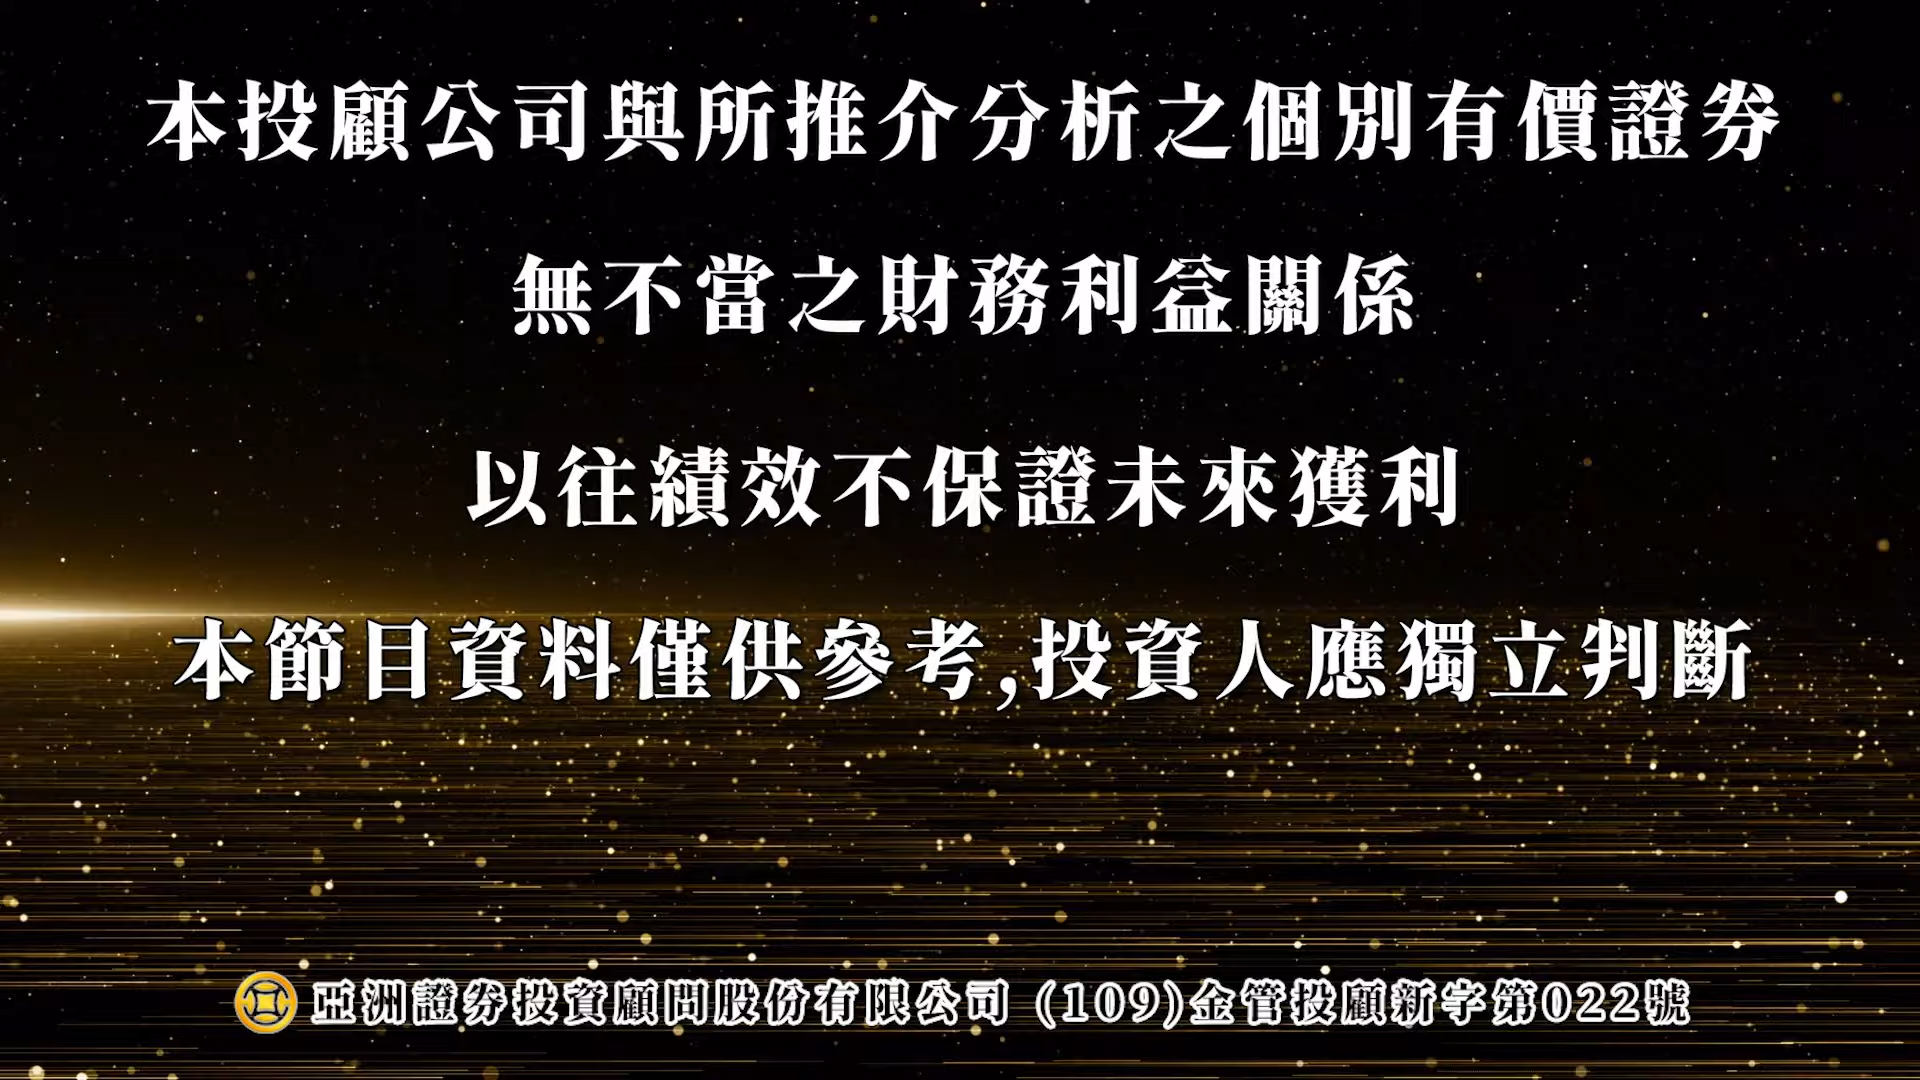 本投顧公司與所推介分析之個別有價證券
無不當之財務利益關係
以往績效不保證未來獲利
本節目資料僅供參考,投資人應獨立判斷
亞洲證券投資顧問股份有限公司 (109)金管投顧新字第022號